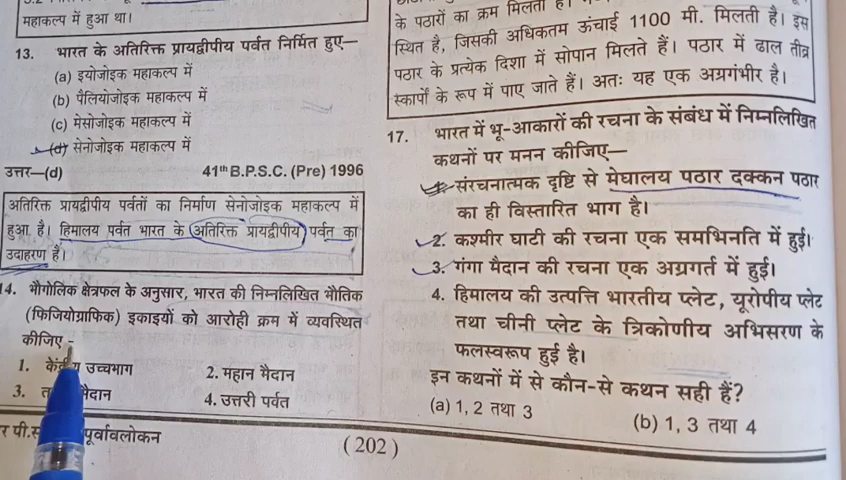 महाकल्प में हुआ था।
13. भारत के अतिरिक्त प्रायद्वीपीय पर्वत निर्मित हुए—
(a) इयोजोइक महाकल्प में
(b) पैलियोजोइक महाकल्प में
(c) मेसोजोइक महाकल्प में
(d) सेनोजोइक महाकल्प में
उत्तर—(d) 41th B.P.S.C. (Pre) 1996
अतिरिक्त प्रायद्वीपीय पर्वतों का निर्माण सेनोजोइक महाकल्प में
हुआ है। हिमालय पर्वत भारत के अतिरिक्त प्रायद्वीपीय पर्वत का
उदाहरण है।
14. भौगोलिक क्षेत्रफल के अनुसार, भारत की निम्नलिखित भौतिक
(फिजियोग्राफिक) इकाइयों को आरोही क्रम में व्यवस्थित
कीजिए -
1. उच्चभाग 2. महान मैदान
3. मैदान 4. उत्तरी पर्वत
पूर्वावलोकन
(202)
के पठारों का क्रम मिलता है।
स्थित है, जिसकी अधिकतम ऊंचाई 1100 मी. मिलती है। इस
पठार के प्रत्येक दिशा में सोपान मिलते हैं। पठार में ढाल तीव्र
स्कार्पों के रूप में पाए जाते हैं। अतः यह एक अग्रगंभीर है।
17. भारत में भू-आकारों की रचना के संबंध में निम्नलिखित
कथनों पर मनन कीजिए—
संरचनात्मक दृष्टि से मेघालय पठार दक्कन पठार
का ही विस्तारित भाग है।
2. कश्मीर घाटी की रचना एक समभिनति में हुई।
3. गंगा मैदान की रचना एक अग्रगर्त में हुई।
4. हिमालय की उत्पत्ति भारतीय प्लेट, यूरोपीय प्लेट
तथा चीनी प्लेट के त्रिकोणीय अभिसरण के
फलस्वरूप हुई है।
इन कथनों में से कौन-से कथन सही हैं?
(a) 1, 2 तथा 3 (b) 1, 3 तथा 4